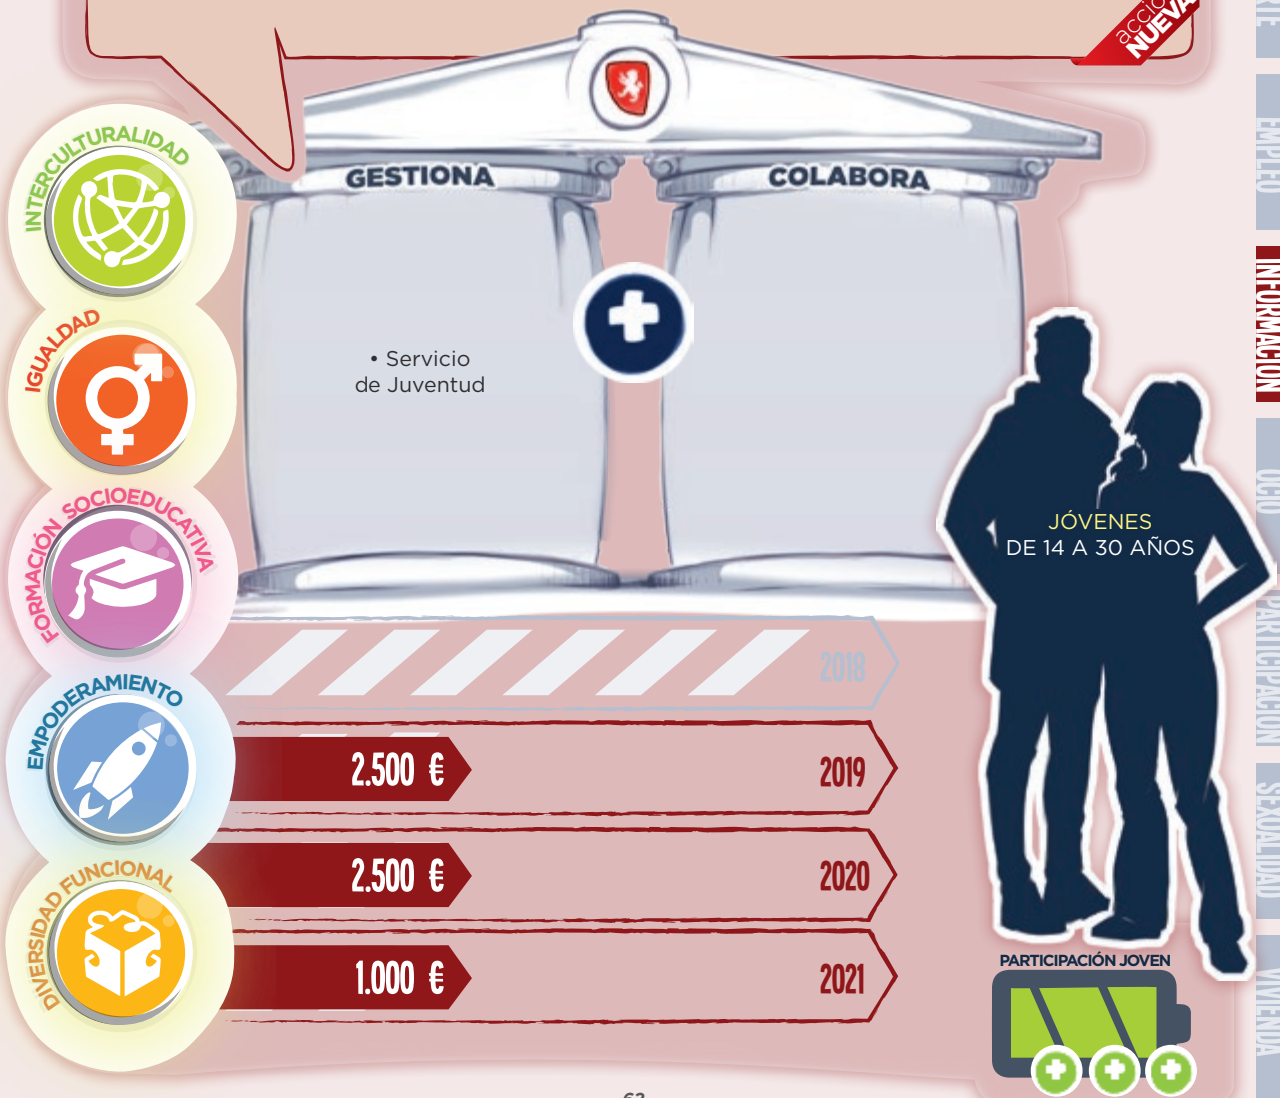 acción
NUEVA
GESTIONA
COLABORA
• Servicio
de Juventud
INTERCULTURALIDAD
IGUALDAD
FORMACIÓN SOCIOEDUCATIVA
EMPODERAMIENTO
DIVERSIDAD FUNCIONAL
2018
2.500 € 2019
2.500 € 2020
1.000 € 2021
JÓVENES
DE 14 A 30 AÑOS
PARTICIPACIÓN JOVEN
EMPLEO
INFORMACIÓN
OCIO
PARTICIPACIÓN
SEXUALIDAD
VIVIENDA